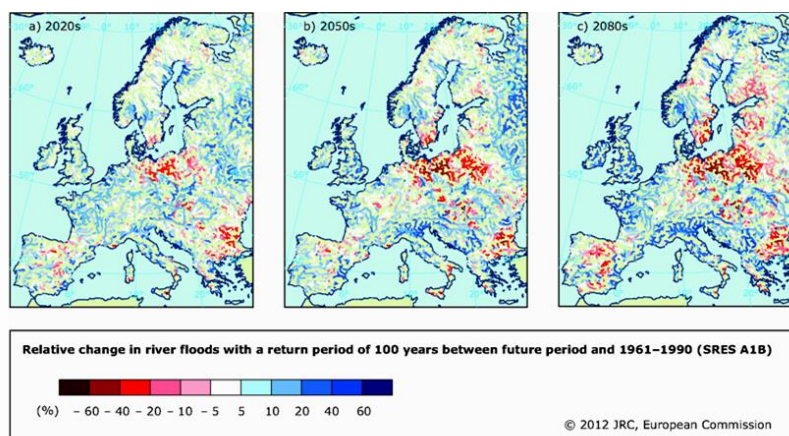 a) 2020s
b) 2050s
c) 2080s
Relative change in river floods with a return period of 100 years between future period and 1961–1990 (SRES A1B)
(%) – 60 – 40 – 20 – 10 – 5 5 10 20 40 60
© 2012 JRC, European Commission